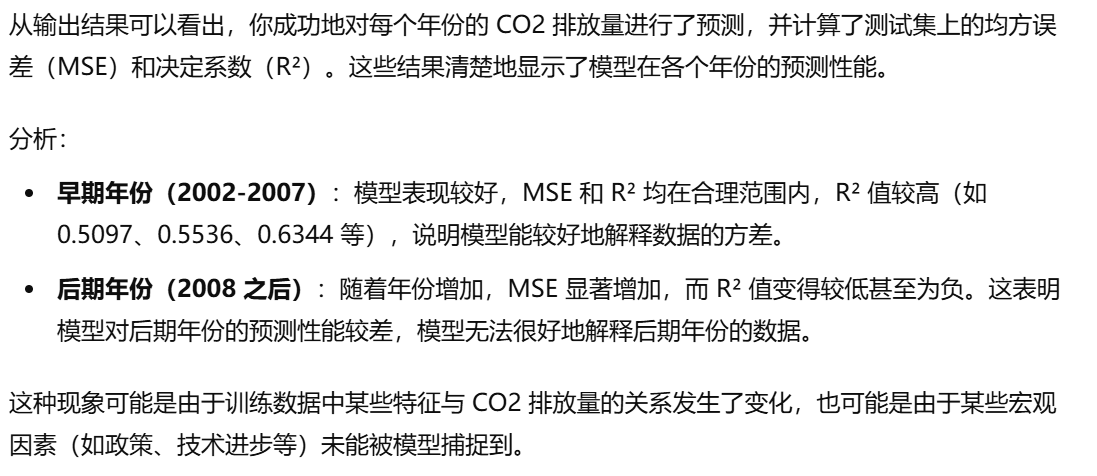 从输出结果可以看出，你成功地对每个年份的 CO2 排放量进行了预测，并计算了测试集上的均方误
差（MSE）和决定系数（R²）。这些结果清楚地显示了模型在各个年份的预测性能。
分析：
• 早期年份（2002-2007）：模型表现较好，MSE 和 R² 均在合理范围内，R² 值较高（如
0.5097、0.5536、0.6344 等），说明模型能较好地解释数据的方差。
• 后期年份（2008 之后）：随着年份增加，MSE 显著增加，而 R² 值变得较低甚至为负。这表明
模型对后期年份的预测性能较差，模型无法很好地解释后期年份的数据。
这种现象可能是由于训练数据中某些特征与 CO2 排放量的关系发生了变化，也可能是由于某些宏观
因素（如政策、技术进步等）未能被模型捕捉到。